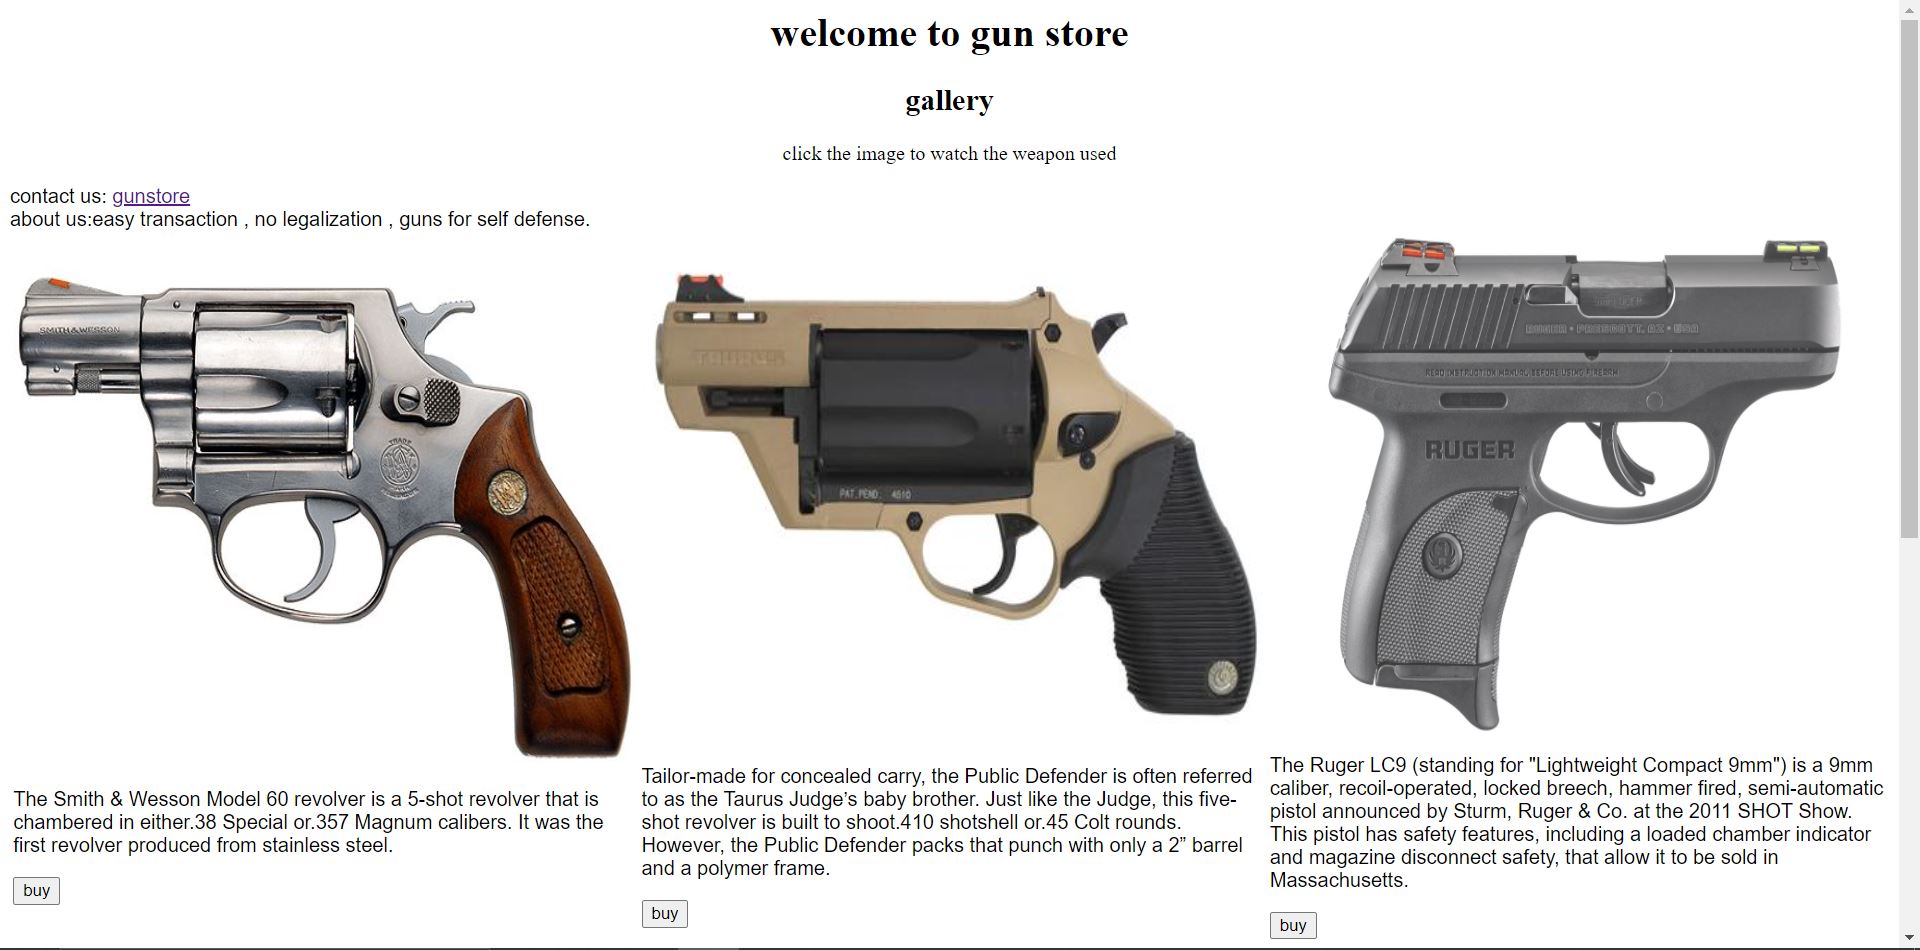 welcome to gun store
gallery
click the image to watch the weapon used
contact us: gunstore
about us:easy transaction , no legalization , guns for self defense.
SMITH & WESSON
TAURUS
PAT. PEND. 4510
RUGER • PRESCOTT, AZ • USA
READ INSTRUCTION MANUAL BEFORE USING FIREARM
RUGER
The Smith & Wesson Model 60 revolver is a 5-shot revolver that is
chambered in either.38 Special or.357 Magnum calibers. It was the
first revolver produced from stainless steel.
buy
Tailor-made for concealed carry, the Public Defender is often referred
to as the Taurus Judge’s baby brother. Just like the Judge, this five-
shot revolver is built to shoot.410 shotshell or.45 Colt rounds.
However, the Public Defender packs that punch with only a 2” barrel
and a polymer frame.
buy
The Ruger LC9 (standing for "Lightweight Compact 9mm") is a 9mm
caliber, recoil-operated, locked breech, hammer fired, semi-automatic
pistol announced by Sturm, Ruger & Co. at the 2011 SHOT Show.
This pistol has safety features, including a loaded chamber indicator
and magazine disconnect safety, that allow it to be sold in
Massachusetts.
buy